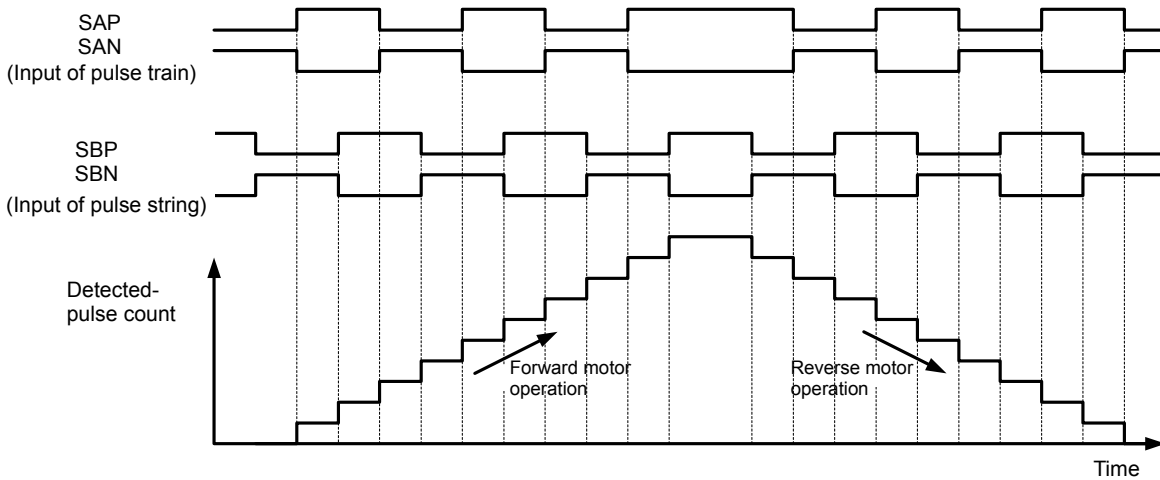 SAP
SAN
(Input of pulse train)
SBP
SBN
(Input of pulse string)
Detected-
pulse count
Forward motor
operation
Reverse motor
operation
Time